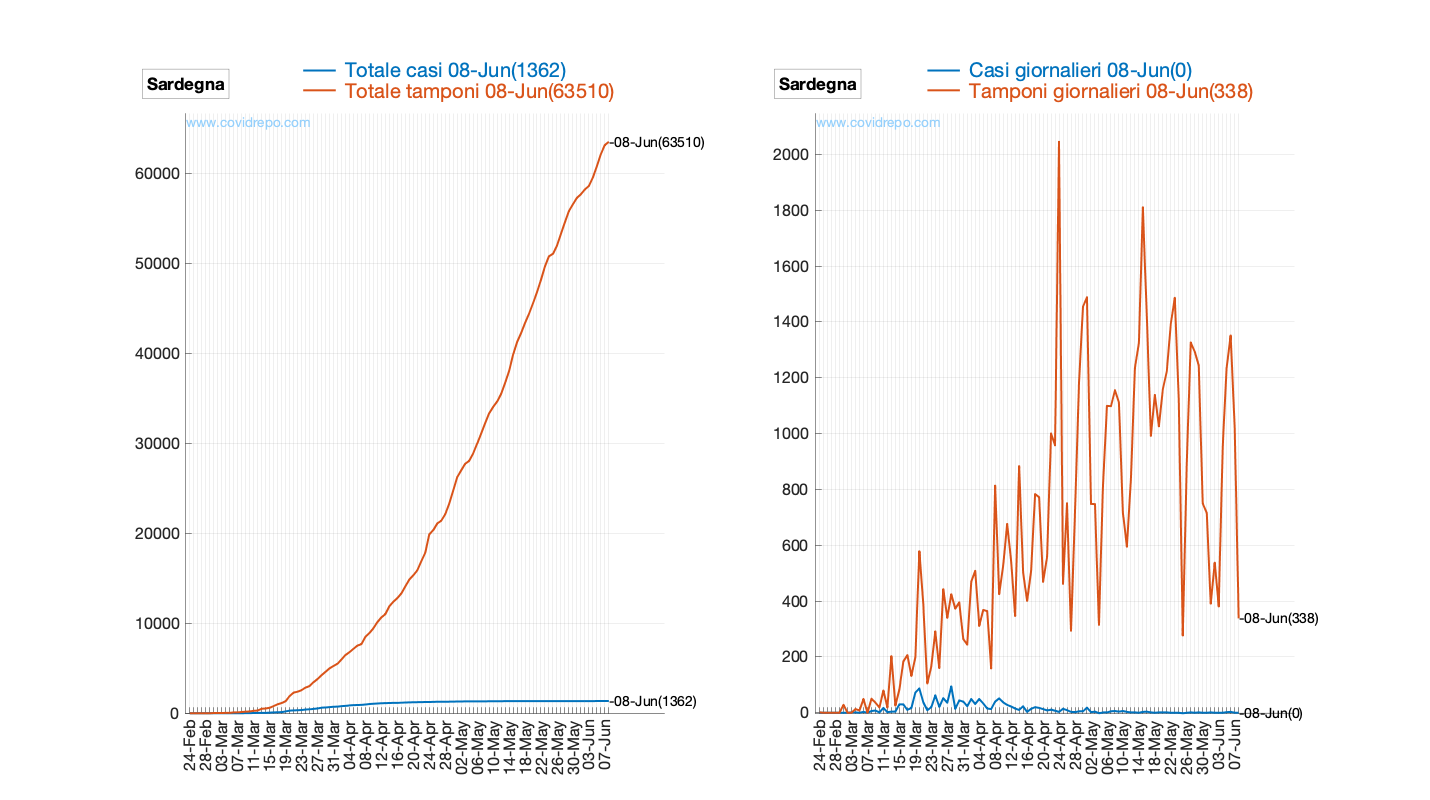 Sardegna
Totale casi 08-Jun(1362)
Totale tamponi 08-Jun(63510)
www.covidrepo.com
-08-Jun(63510)
60000
50000
40000
30000
20000
10000
0
-08-Jun(1362)
24-Feb
28-Feb
03-Mar
07-Mar
11-Mar
15-Mar
19-Mar
23-Mar
27-Mar
31-Mar
04-Apr
08-Apr
12-Apr
16-Apr
20-Apr
24-Apr
28-Apr
02-May
06-May
10-May
14-May
18-May
22-May
26-May
30-May
03-Jun
07-Jun
Sardegna
Casi giornalieri 08-Jun(0)
Tamponi giornalieri 08-Jun(338)
www.covidrepo.com
2000
1800
1600
1400
1200
1000
800
600
400
200
0
-08-Jun(338)
-08-Jun(0)
24-Feb
28-Feb
03-Mar
07-Mar
11-Mar
15-Mar
19-Mar
23-Mar
27-Mar
31-Mar
04-Apr
08-Apr
12-Apr
16-Apr
20-Apr
24-Apr
28-Apr
02-May
06-May
10-May
14-May
18-May
22-May
26-May
30-May
03-Jun
07-Jun